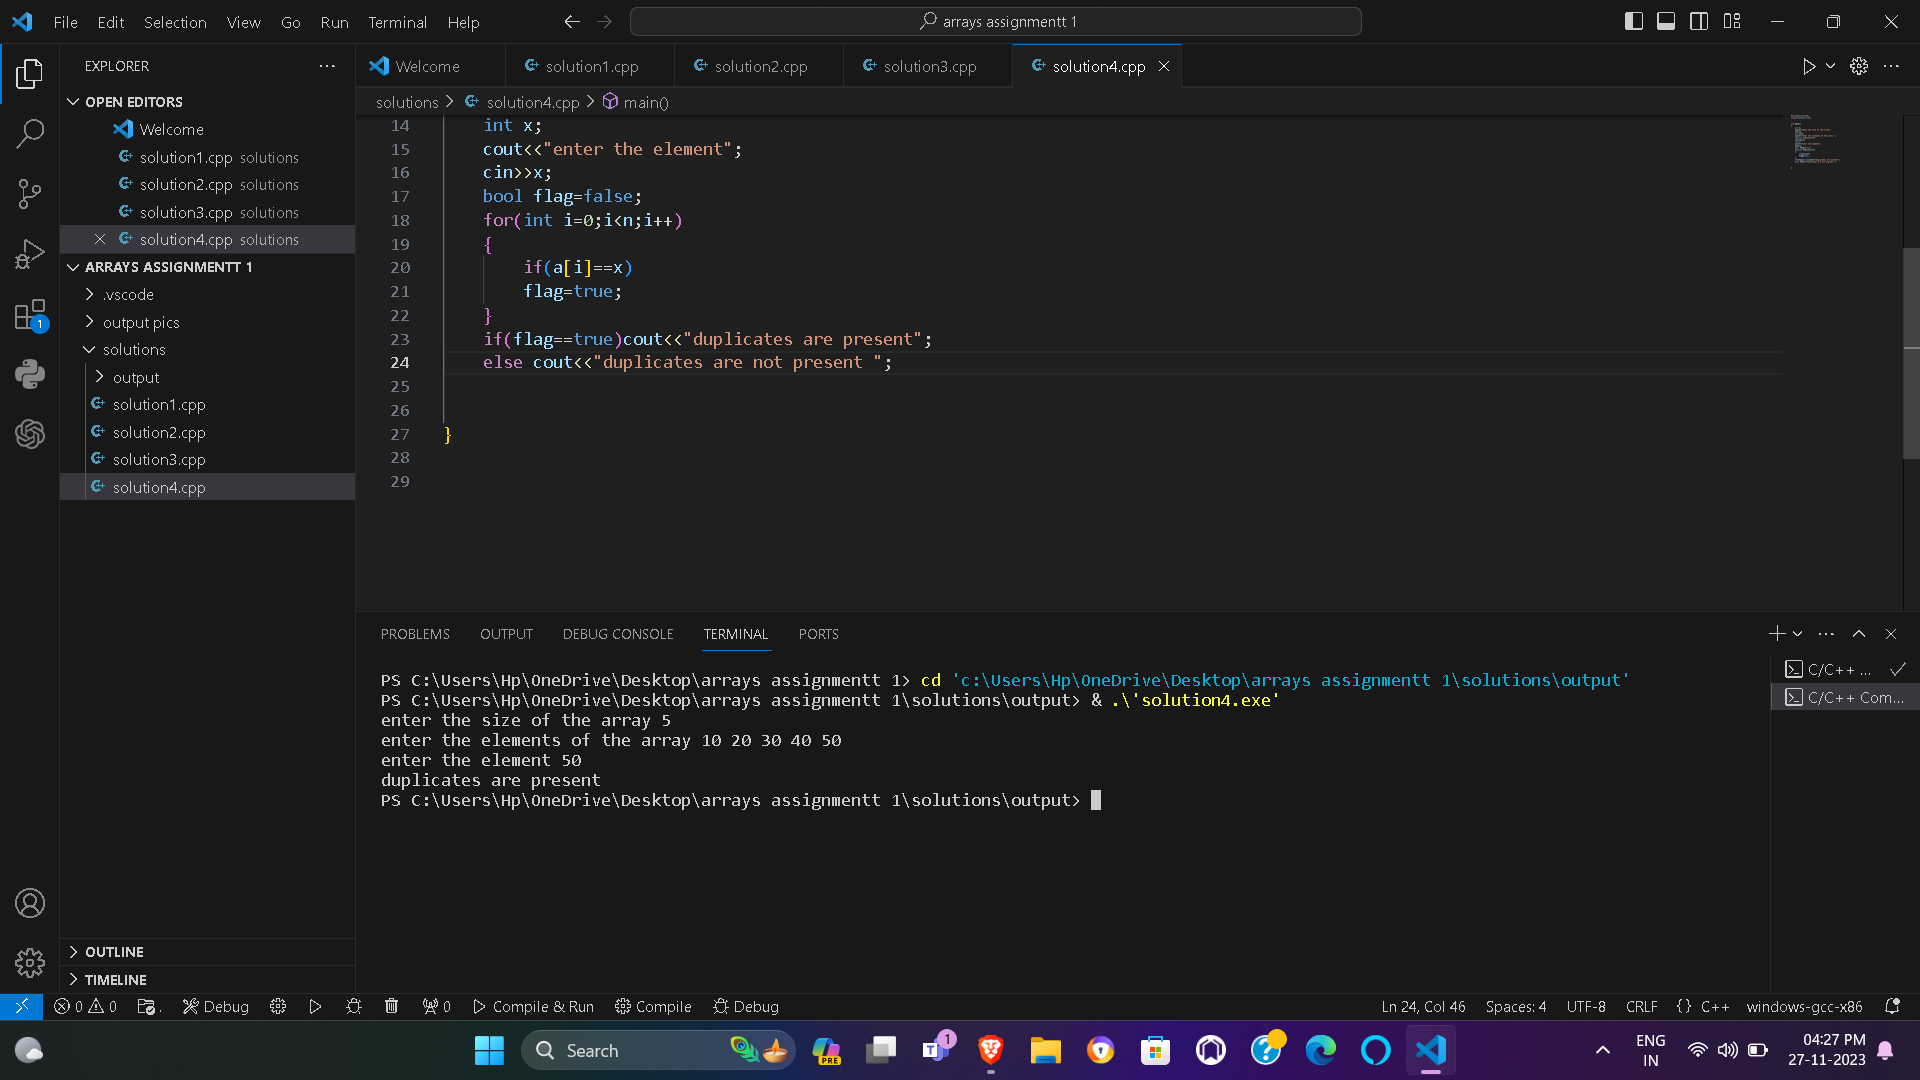 File Edit Selection View Go Run Terminal Help
arrays assignmentt 1
EXPLORER
Welcome
solution1.cpp
solution2.cpp
solution3.cpp
solution4.cpp
OPEN EDITORS
Welcome
solution1.cpp solutions
solution2.cpp solutions
solution3.cpp solutions
solution4.cpp solutions
ARRAYS ASSIGNMENTT 1
.vscode
output pics
solutions
output
solution1.cpp
solution2.cpp
solution3.cpp
solution4.cpp
1
OUTLINE
TIMELINE
solutions > solution4.cpp > main()
14 int x;
15 cout<<"enter the element";
16 cin>>x;
17 bool flag=false;
18 for(int i=0;i<n;i++)
19 {
20 if(a[i]==x)
21 flag=true;
22 }
23 if(flag==true)cout<<"duplicates are present";
24 else cout<<"duplicates are not present ";
25
26
27 }
28
29
PROBLEMS OUTPUT DEBUG CONSOLE TERMINAL PORTS
PS C:\Users\Hp\OneDrive\Desktop\arrays assignmentt 1> cd 'c:\Users\Hp\OneDrive\Desktop\arrays assignmentt 1\solutions\output'
PS C:\Users\Hp\OneDrive\Desktop\arrays assignmentt 1\solutions\output> & .\'solution4.exe'
enter the size of the array 5
enter the elements of the array 10 20 30 40 50
enter the element 50
duplicates are present
PS C:\Users\Hp\OneDrive\Desktop\arrays assignmentt 1\solutions\output>
C/C++ ...
C/C++ Com...
0 0 Debug 0 Compile & Run Compile Debug
Ln 24, Col 46 Spaces: 4 UTF-8 CRLF {} C++ windows-gcc-x86
Search
PRE
1
ENG
IN
04:27 PM
27-11-2023